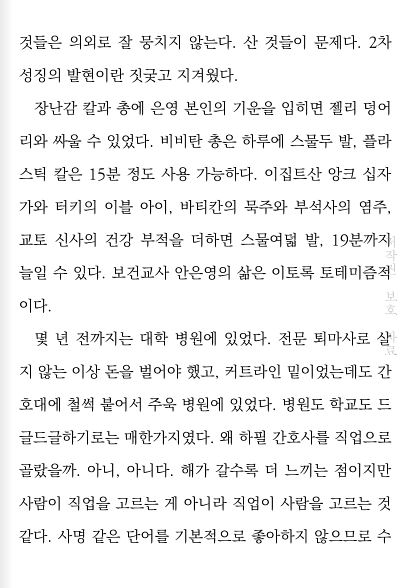 것들은 의외로 잘 뭉치지 않는다. 산 것들이 문제다. 2차
성징의 발현이란 짓궂고 지겨웠다.
장난감 칼과 총에 은영 본인의 기운을 입히면 젤리 덩어
리와 싸울 수 있었다. 비비탄 총은 하루에 스물두 발, 플라
스틱 칼은 15분 정도 사용 가능하다. 이집트산 앙크 십자
가와 터키의 이블 아이, 바티칸의 묵주와 부석사의 염주,
교토 신사의 건강 부적을 더하면 스물여덟 발, 19분까지
늘일 수 있다. 보건교사 안은영의 삶은 이토록 토테미즘적
이다.
몇 년 전까지는 대학 병원에 있었다. 전문 퇴마사로 살
지 않는 이상 돈을 벌어야 했고, 커트라인 밑이었는데도 간
호대에 철썩 붙어서 주욱 병원에 있었다. 병원도 학교도 드
글드글하기로는 매한가지였다. 왜 하필 간호사를 직업으로
골랐을까. 아니, 아니다. 해가 갈수록 더 느끼는 점이지만
사람이 직업을 고르는 게 아니라 직업이 사람을 고르는 것
같다. 사명 같은 단어를 기본적으로 좋아하지 않으므로 수